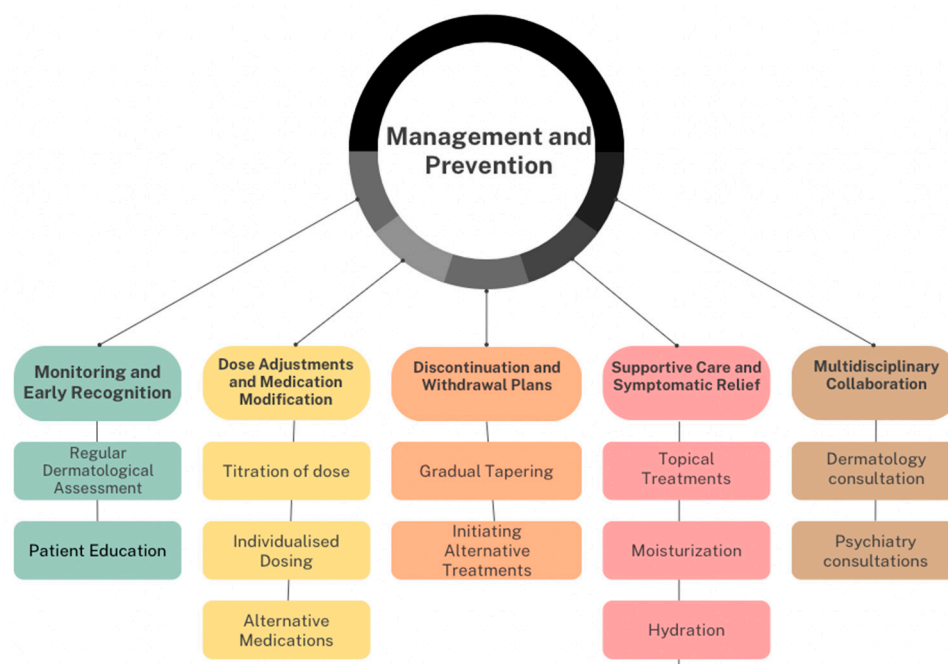 Management and
Prevention
Monitoring and
Early Recognition
Regular
Dermatological
Assessment
Patient Education
Dose Adjustments
and Medication
Modification
Titration of dose
Individualised
Dosing
Alternative
Medications
Discontinuation and
Withdrawal Plans
Gradual Tapering
Initiating
Alternative
Treatments
Supportive Care and
Symptomatic Relief
Topical
Treatments
Moisturization
Hydration
Multidisciplinary
Collaboration
Dermatology
consultation
Psychiatry
consultations